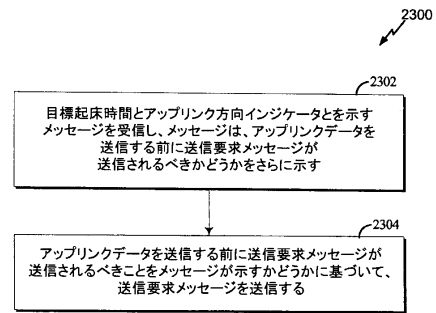 2300
2302
目標起床時間とアップリンク方向インジケータとを示す
メッセージを受信し、メッセージは、アップリンクデータを
送信する前に送信要求メッセージが
送信されるべきかどうかをさらに示す
2304
アップリンクデータを送信する前に送信要求メッセージが
送信されるべきことをメッセージが示すかどうかに基づいて、
送信要求メッセージを送信する